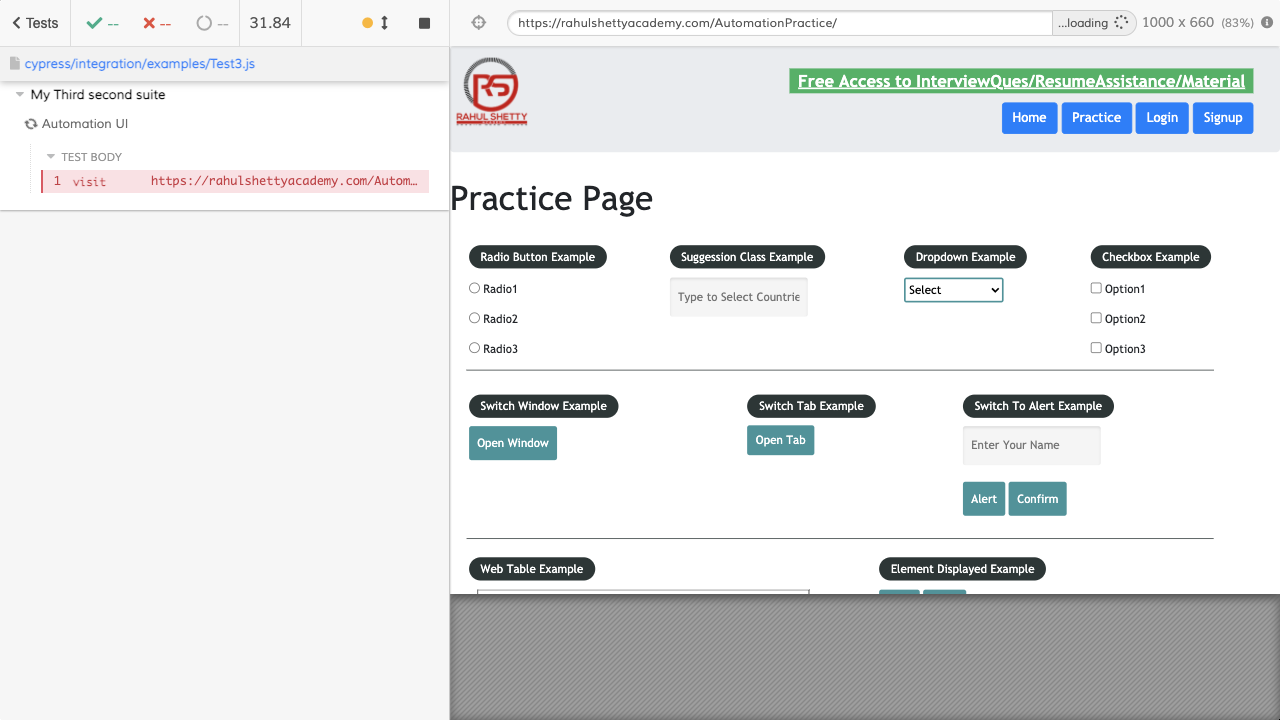 Tests -- -- -- 31.84
https://rahulshettyacademy.com/AutomationPractice/ ...loading 1000 x 660 (83%)
cypress/integration/examples/Test3.js
My Third second suite
Automation UI
TEST BODY
1 visit https://rahulshettyacademy.com/Autom...
RS
RAHUL SHETTY
Free Access to InterviewQues/ResumeAssistance/Material
Home Practice Login Signup
Practice Page
Radio Button Example Suggession Class Example Dropdown Example Checkbox Example
Radio1 Type to Select Countrie Select Option1
Radio2 Option2
Radio3 Option3
Switch Window Example Switch Tab Example Switch To Alert Example
Open Window Open Tab Enter Your Name
Alert Confirm
Web Table Example Element Displayed Example